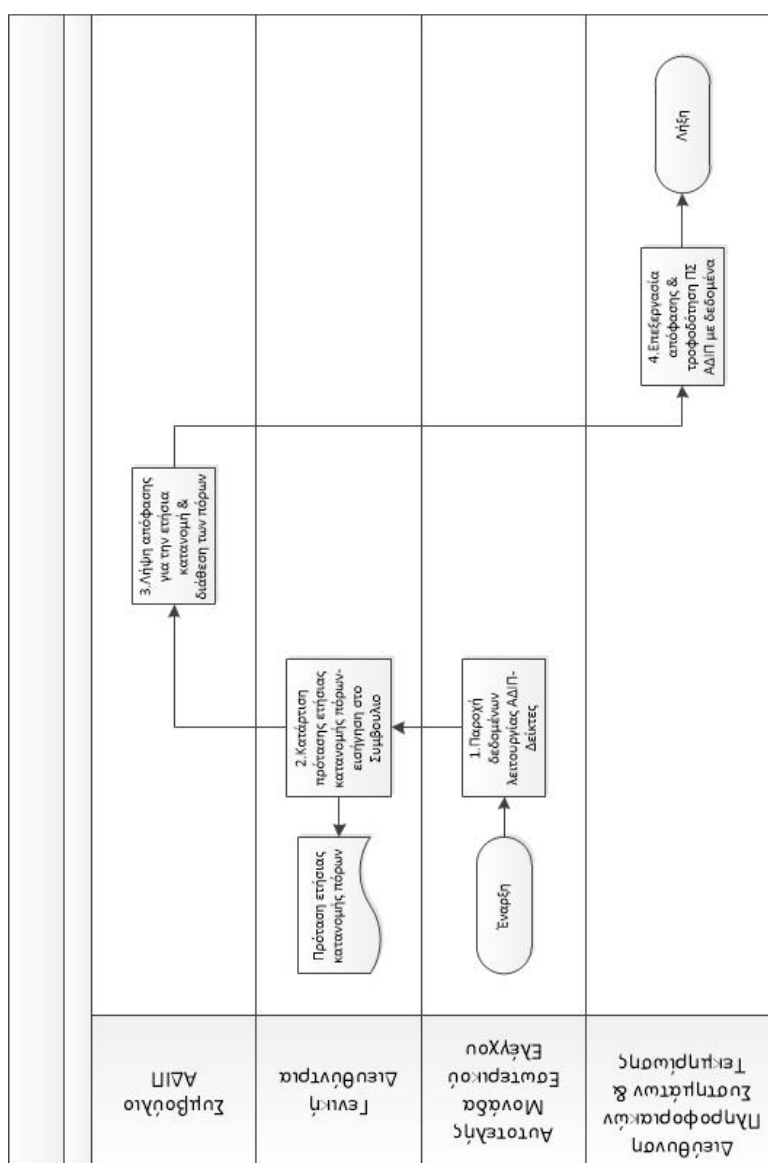 Συμβούλιο
ΑΔΙΠ
Γενική
Διευθύντρια
Αυτοτελής
Μονάδα
Εσωτερικού
Ελέγχου
Διεύθυνση
Πληροφοριακών
Συστημάτων &
Τεκμηρίωσης
Έναρξη
1.Παροχή
δεδομένων
λειτουργίας ΑΔΙΠ-
Δείκτες
2.Κατάρτιση
πρότασης ετήσιας
κατανομής πόρων-
εισήγηση στο
Συμβουλιο
Πρόταση ετήσιας
κατανομής πόρων
3.Λήψη απόφασης
για την ετήσια
κατανομή &
διάθεση των πόρων
4.Επεξεργασία
απόφασης &
τροφοδότηση ΠΣ
ΑΔΙΠ με δεδομένα
Λήξη